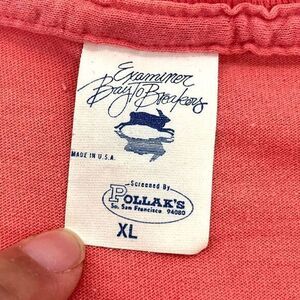 Examiner
Bay To Breakers
MADE IN U.S.A.
Screened By
POLLAK'S
So. San Francisco 94080
XL